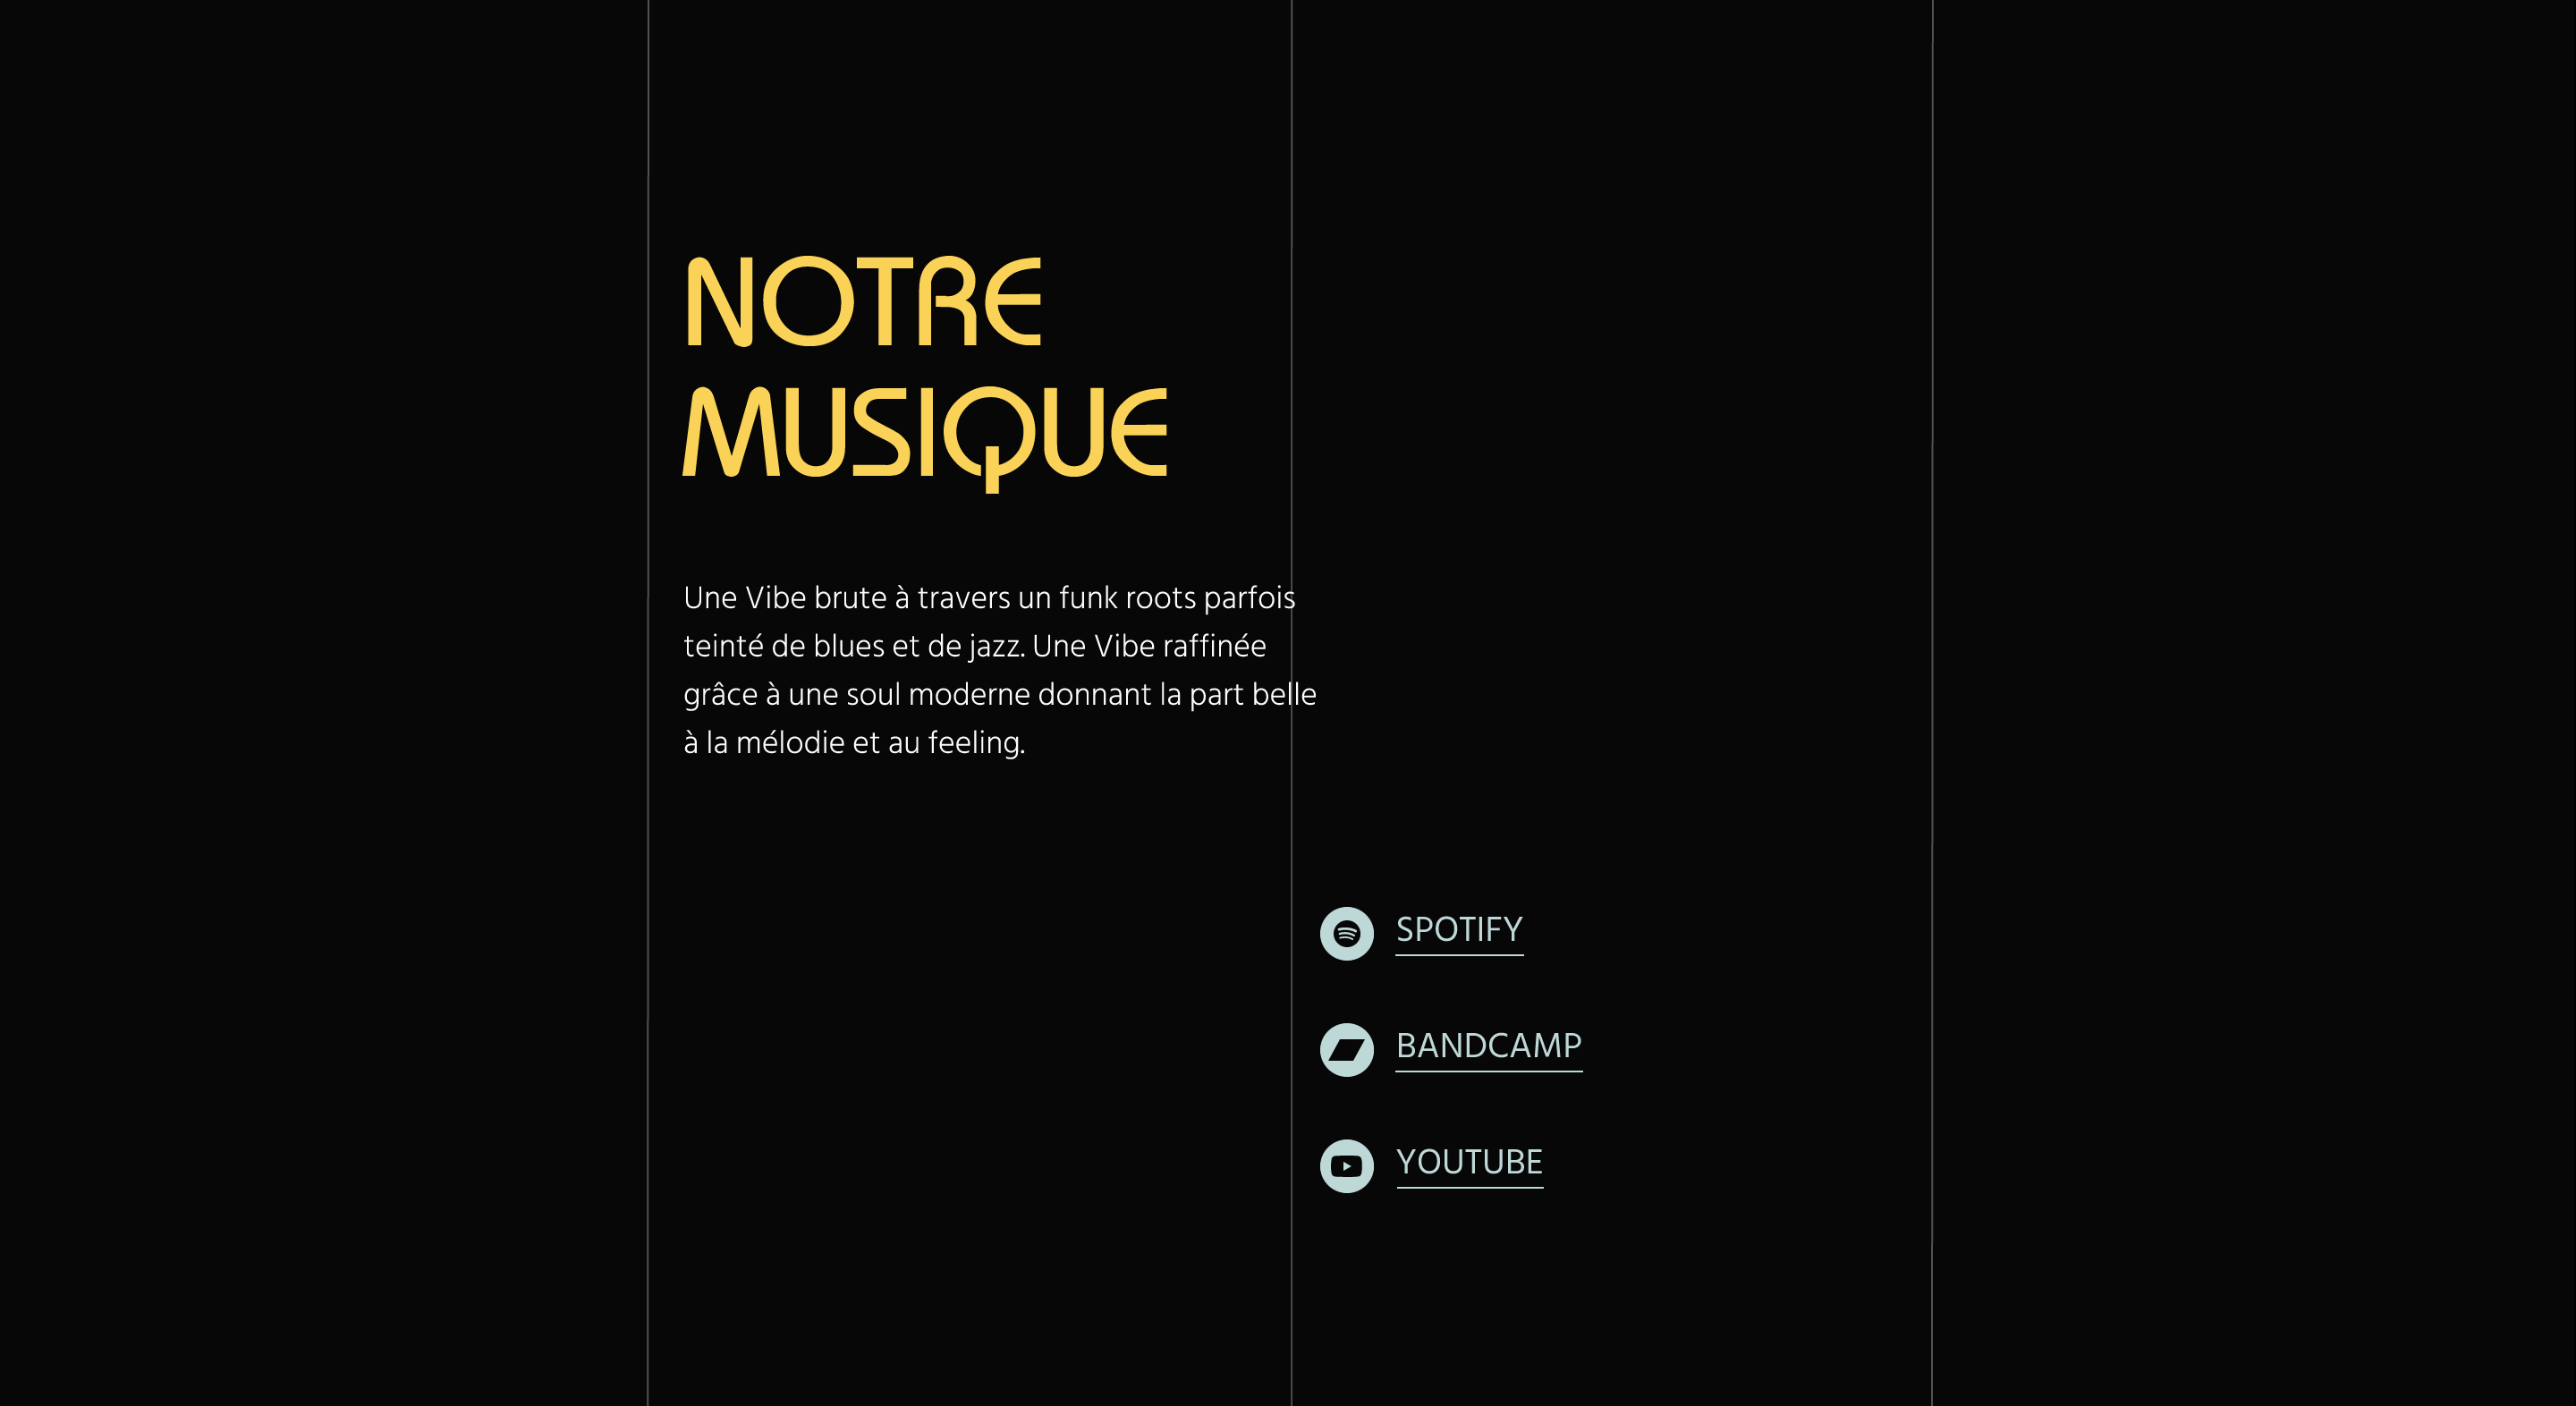 NOTRE
MUSIQUE
Une Vibe brute à travers un funk roots parfois
teinté de blues et de jazz. Une Vibe raffinée
grâce à une soul moderne donnant la part belle
à la mélodie et au feeling.
SPOTIFY
BANDCAMP
YOUTUBE